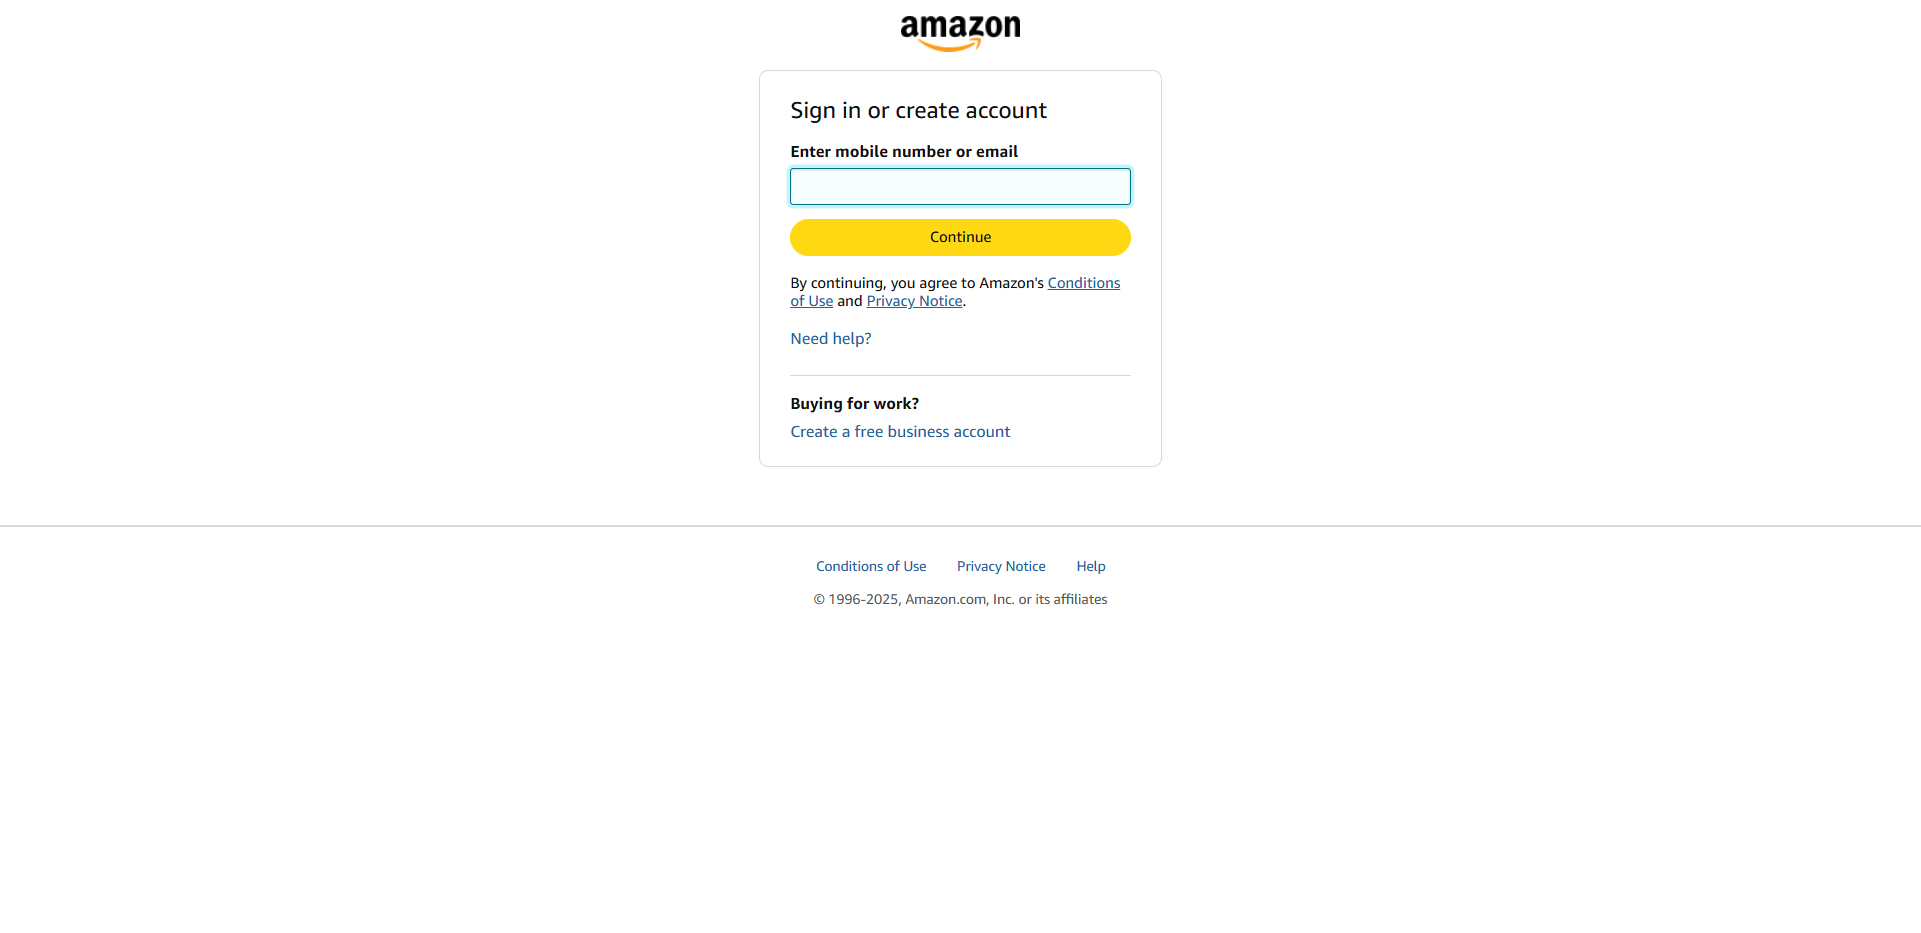 amazon
Sign in or create account
Enter mobile number or email
Continue
By continuing, you agree to Amazon's Conditions
of Use and Privacy Notice.
Need help?
Buying for work?
Create a free business account
Conditions of Use Privacy Notice Help
© 1996-2025, Amazon.com, Inc. or its affiliates